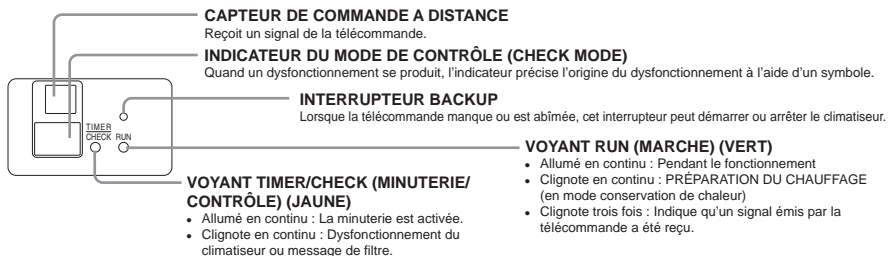 CAPTEUR DE COMMANDE A DISTANCE
Reçoit un signal de la télécommande.
INDICATEUR DU MODE DE CONTRÔLE (CHECK MODE)
Quand un dysfonctionnement se produit, l'indicateur précise l'origine du dysfonctionnement à l'aide d'un symbole.
INTERRUPTEUR BACKUP
Lorsque la télécommande manque ou est abîmée, cet interrupteur peut démarrer ou arrêter le climatiseur.
TIMER
CHECK RUN
VOYANT RUN (MARCHE) (VERT)
• Allumé en continu : Pendant le fonctionnement
• Clignote en continu : PRÉPARATION DU CHAUFFAGE
(en mode conservation de chaleur)
• Clignote trois fois : Indique qu'un signal émis par la
télécommande a été reçu.
VOYANT TIMER/CHECK (MINUTERIE/
CONTRÔLE) (JAUNE)
• Allumé en continu : La minuterie est activée.
• Clignote en continu : Dysfonctionnement du
climatiseur ou message de filtre.